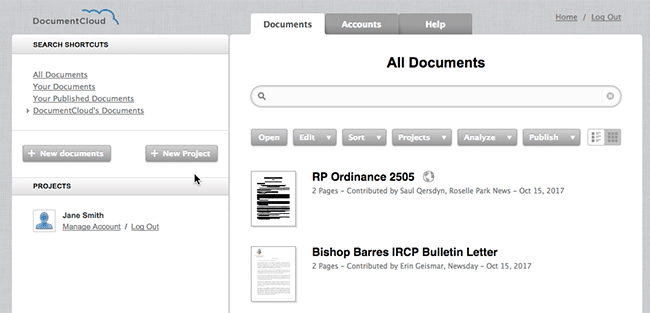 DocumentCloud
Documents
Accounts
Help
Home / Log Out
SEARCH SHORTCUTS
All Documents
Your Documents
Your Published Documents
DocumentCloud's Documents
+ New documents
+ New Project
PROJECTS
Jane Smith
Manage Account / Log Out
All Documents
Open
Edit
Sort
Projects
Analyze
Publish
RP Ordinance 2505
2 Pages – Contributed by Saul Qersdyn, Roselle Park News – Oct 15, 2017
Bishop Barres IRCP Bulletin Letter
2 Pages – Contributed by Erin Geismar, Newsday – Oct 15, 2017